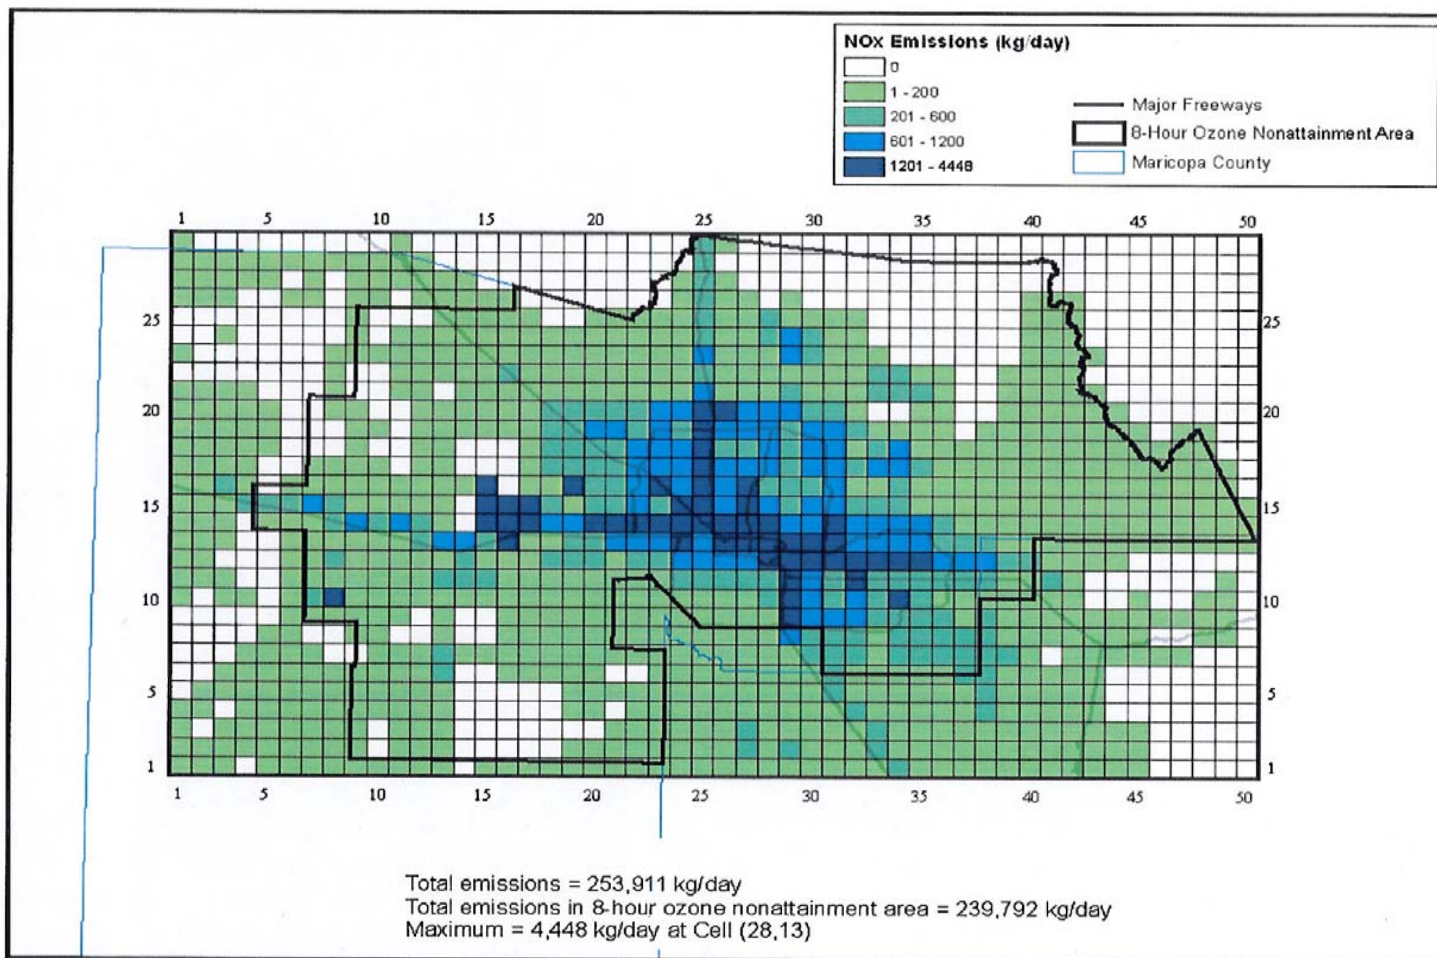 NOx Emissions (kg/day)
0
1 - 200
201 - 600
601 - 1200
1201 - 4448
Major Freeways
8-Hour Ozone Nonattainment Area
Maricopa County
1 5 10 15 20 25 30 35 40 45 50
25 25
20 20
15 15
10 10
5 5
1 1
1 5 10 15 20 25 30 35 40 45 50
Total emissions = 253,911 kg/day
Total emissions in 8-hour ozone nonattainment area = 239,792 kg/day
Maximum = 4,448 kg/day at Cell (28,13)